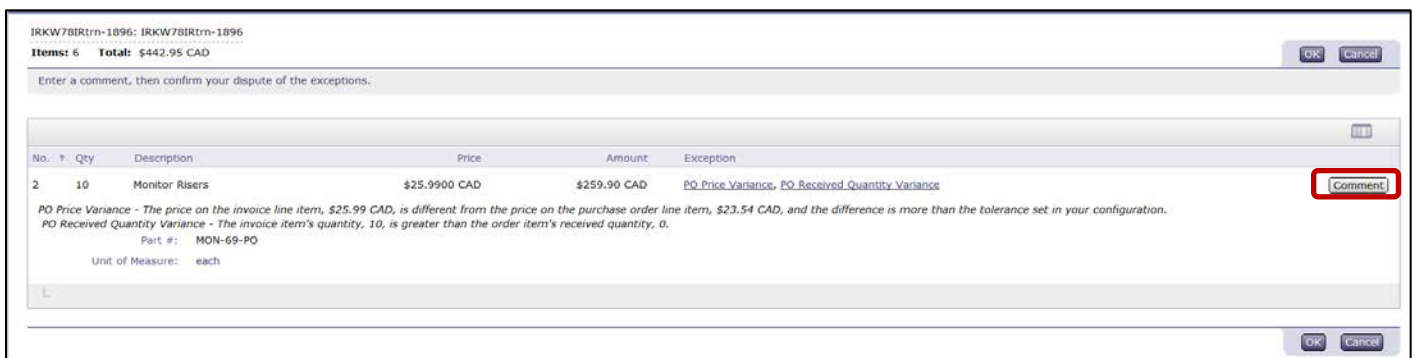 IRKW78IRtrn-1896: IRKW78IRtrn-1896
Items: 6 Total: $442.95 CAD
OK Cancel
Enter a comment, then confirm your dispute of the exceptions.
No. ↑ Qty Description Price Amount Exception
2 10 Monitor Risers $25.9900 CAD $259.90 CAD PO Price Variance, PO Received Quantity Variance Comment
PO Price Variance - The price on the invoice line item, $25.99 CAD, is different from the price on the purchase order line item, $23.54 CAD, and the difference is more than the tolerance set in your configuration.
PO Received Quantity Variance - The invoice item's quantity, 10, is greater than the order item's received quantity, 0.
Part #: MON-69-PO
Unit of Measure: each
OK Cancel